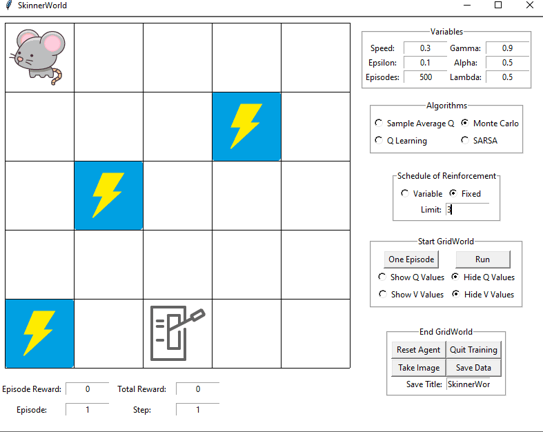 SkinnerWorld
Variables
Speed: 0.3 Gamma: 0.9
Epsilon: 0.1 Alpha: 0.5
Episodes: 500 Lambda: 0.5
Algorithms
Sample Average Q Monte Carlo
Q Learning SARSA
Schedule of Reinforcement
Variable Fixed
Limit: 3
Start GridWorld
One Episode Run
Show Q Values Hide Q Values
Show V Values Hide V Values
End GridWorld
Reset Agent Quit Training
Take Image Save Data
Save Title: SkinnerWor
Episode Reward: 0 Total Reward: 0
Episode: 1 Step: 1